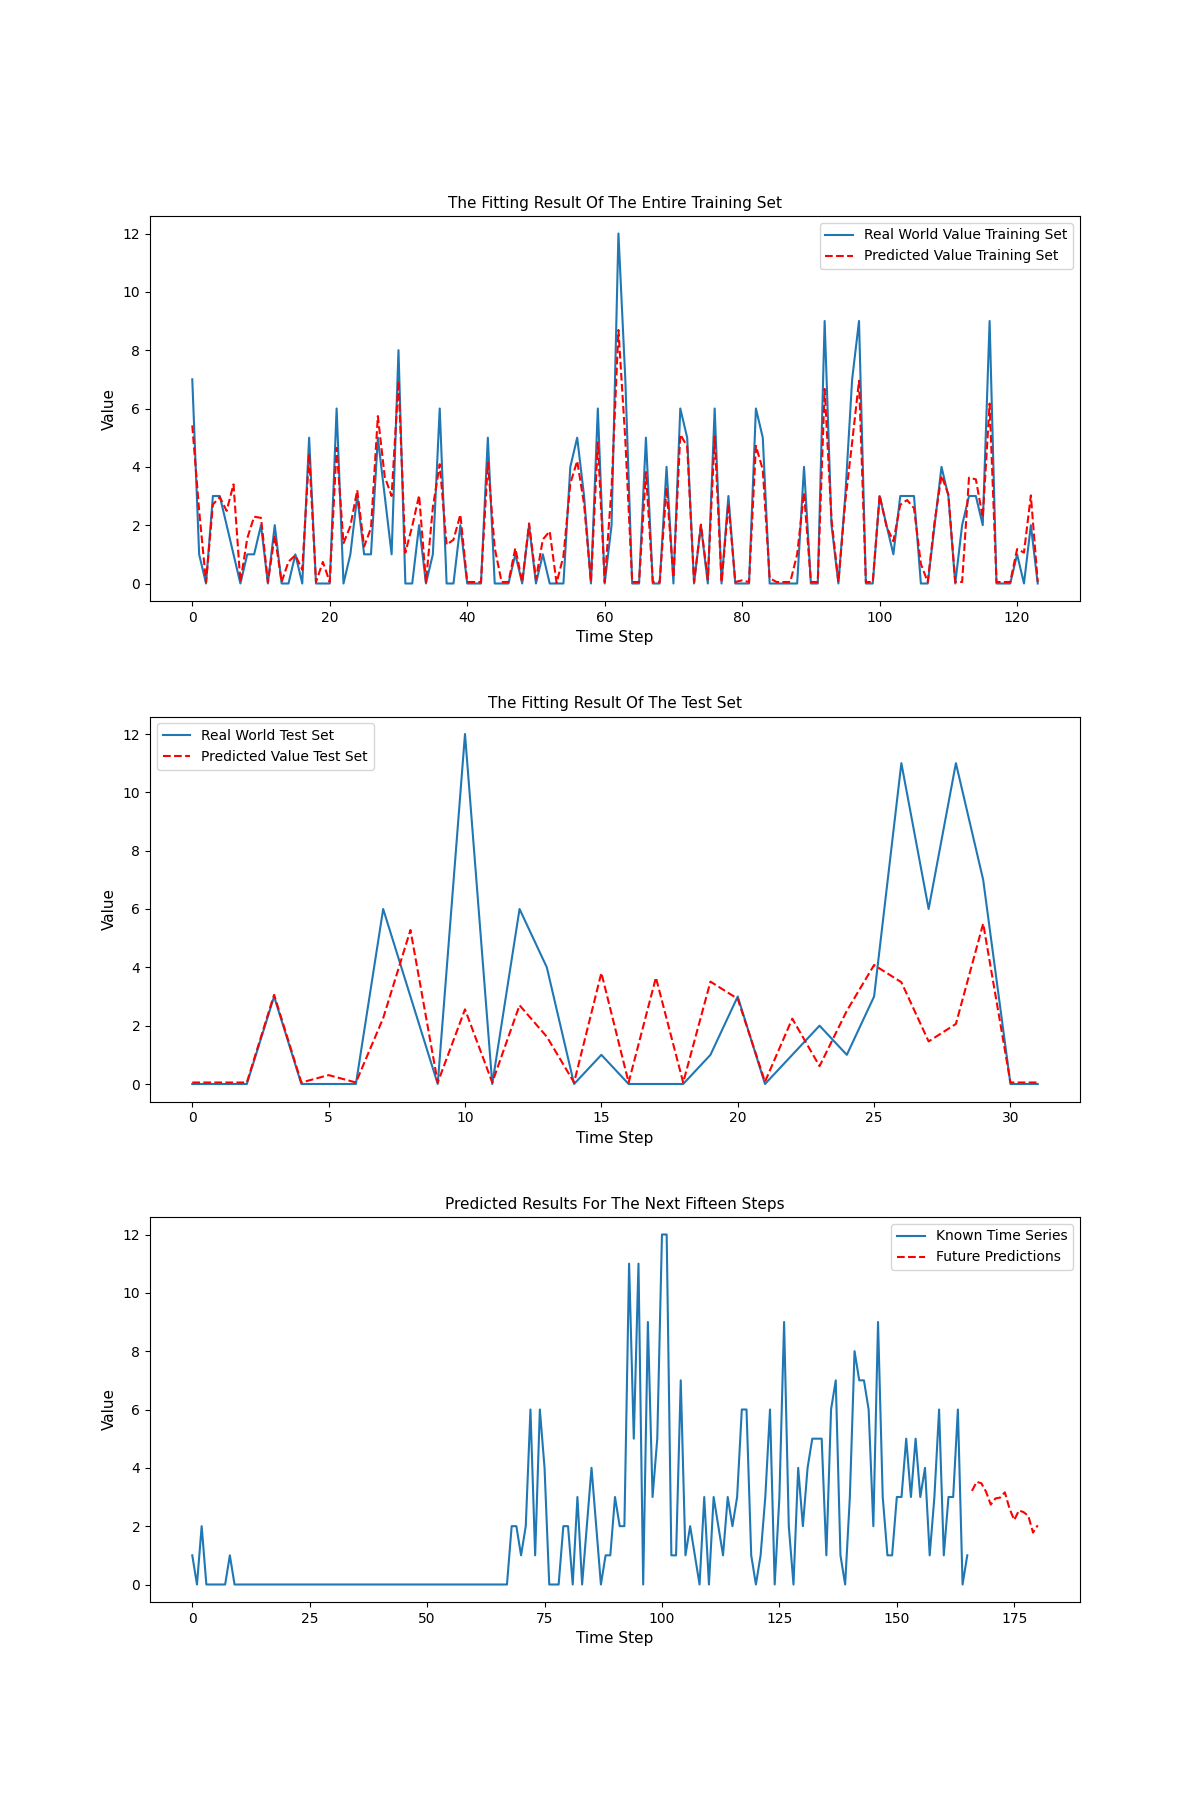 The Fitting Result Of The Entire Training Set
12
10
8
6
4
2
0
Value
Real World Value Training Set
Predicted Value Training Set
0 20 40 60 80 100 120
Time Step
The Fitting Result Of The Test Set
12
10
8
6
4
2
0
Value
Real World Test Set
Predicted Value Test Set
0 5 10 15 20 25 30
Time Step
Predicted Results For The Next Fifteen Steps
12
10
8
6
4
2
0
Value
Known Time Series
Future Predictions
0 25 50 75 100 125 150 175
Time Step